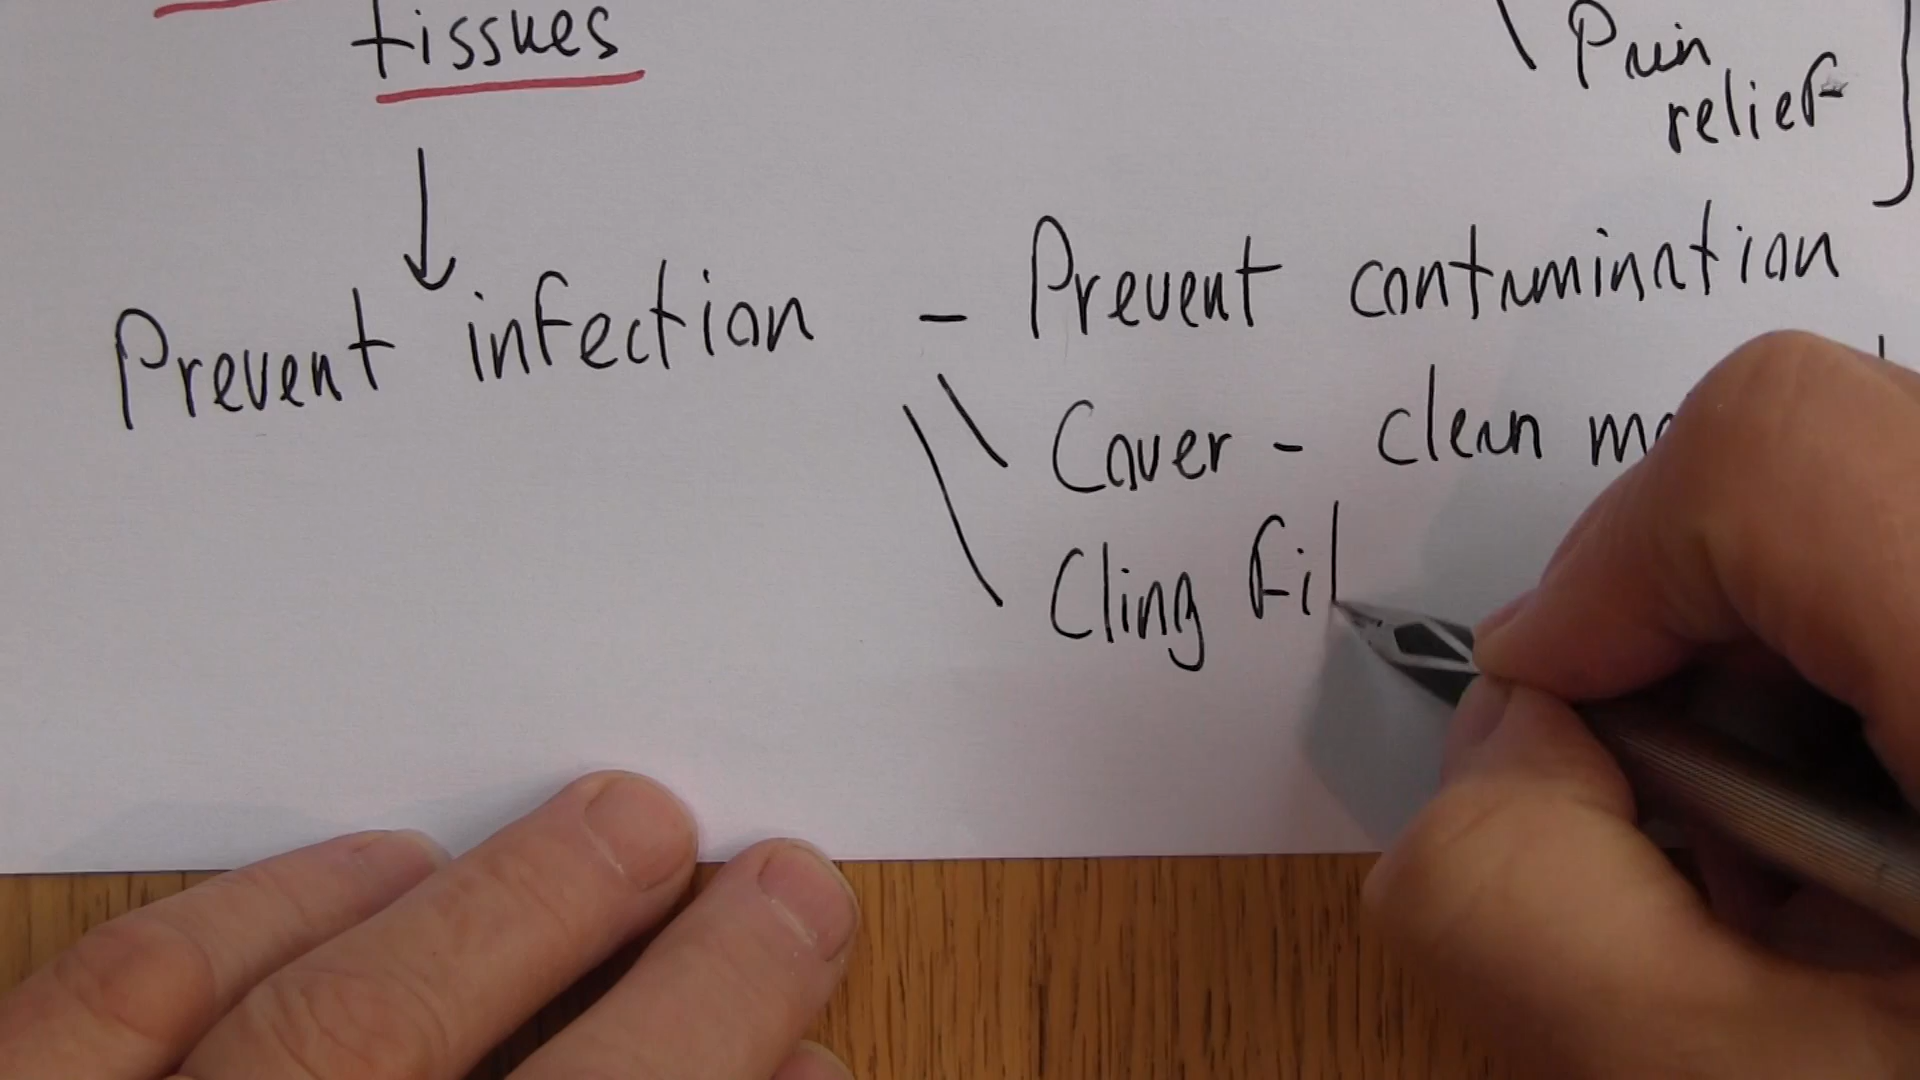 tissues
Pain
relief
Prevent infection - Prevent contamination
Cover - clean
Cling Fil